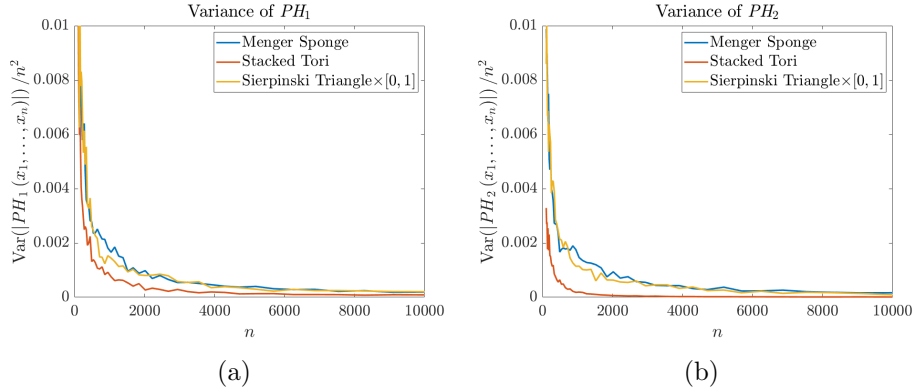 Variance of PH₁
Var(|PH₁(x₁, . . . , xₙ)|)/n²
0.01
0.008
0.006
0.004
0.002
0
Menger Sponge
Stacked Tori
Sierpinski Triangle×[0, 1]
0 2000 4000 6000 8000 10000
n
(a)
Variance of PH₂
Var(|PH₂(x₁, . . . , xₙ)|)/n²
0.01
0.008
0.006
0.004
0.002
0
Menger Sponge
Stacked Tori
Sierpinski Triangle×[0, 1]
0 2000 4000 6000 8000 10000
n
(b)